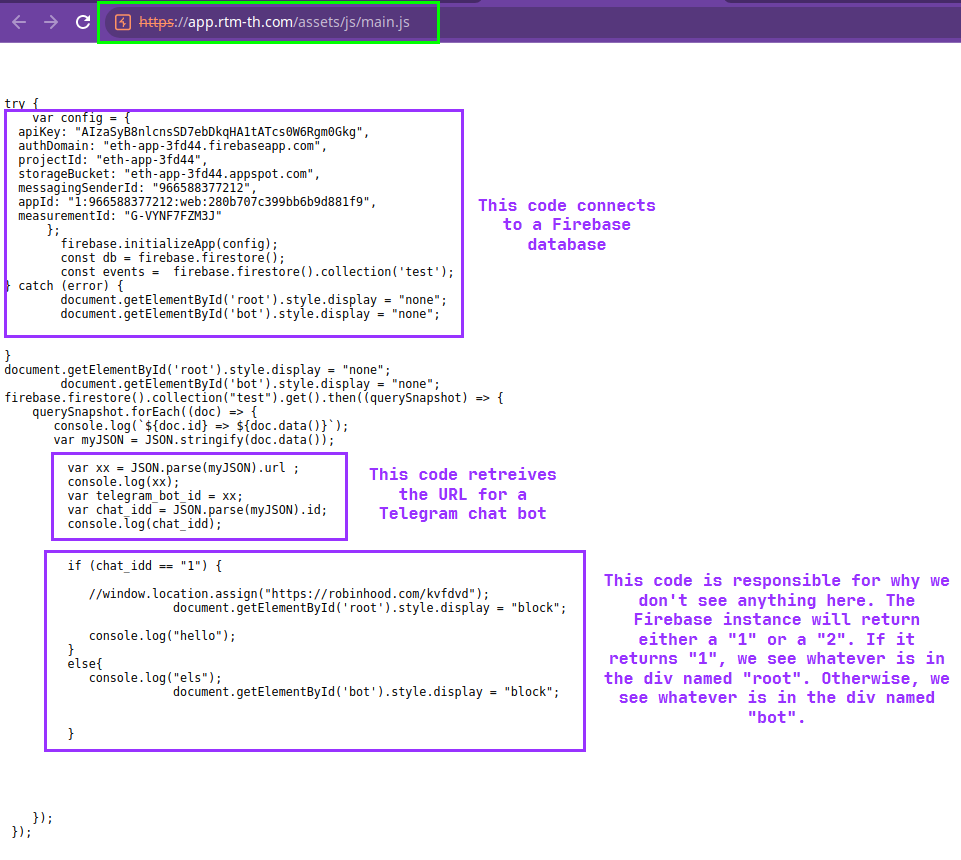 https://app.rtm-th.com/assets/js/main.js
try {
var config = {
apiKey: "AIzaSyB8nlcnsSD7ebDkqHA1tATcs0W6Rgm0Gkg",
authDomain: "eth-app-3fd44.firebaseapp.com",
projectId: "eth-app-3fd44",
storageBucket: "eth-app-3fd44.appspot.com",
messagingSenderId: "966588377212",
appId: "1:966588377212:web:280b707c399bb6b9d881f9",
measurementId: "G-VYNF7FZM3J"
};
firebase.initializeApp(config);
const db = firebase.firestore();
const events =  firebase.firestore().collection('test');
} catch (error) {
document.getElementById('root').style.display = "none";
document.getElementById('bot').style.display = "none";
This code connects
to a Firebase
database
}
document.getElementById('root').style.display = "none";
document.getElementById('bot').style.display = "none";
firebase.firestore().collection("test").get().then((querySnapshot) => {
querySnapshot.forEach((doc) => {
console.log(`${doc.id} => ${doc.data()}`);
var myJSON = JSON.stringify(doc.data());
var xx = JSON.parse(myJSON).url ;
console.log(xx);
var telegram_bot_id = xx;
var chat_idd = JSON.parse(myJSON).id;
console.log(chat_idd);
This code retreives
the URL for a
Telegram chat bot
if (chat_idd == "1") {
//window.location.assign("https://robinhood.com/kvfdvd");
document.getElementById('root').style.display = "block";
console.log("hello");
}
else{
console.log("els");
document.getElementById('bot').style.display = "block";
}
This code is responsible for why we
don't see anything here. The
Firebase instance will return
either a "1" or a "2". If it
returns "1", we see whatever is in
the div named "root". Otherwise, we
see whatever is in the div named
"bot".
});
});